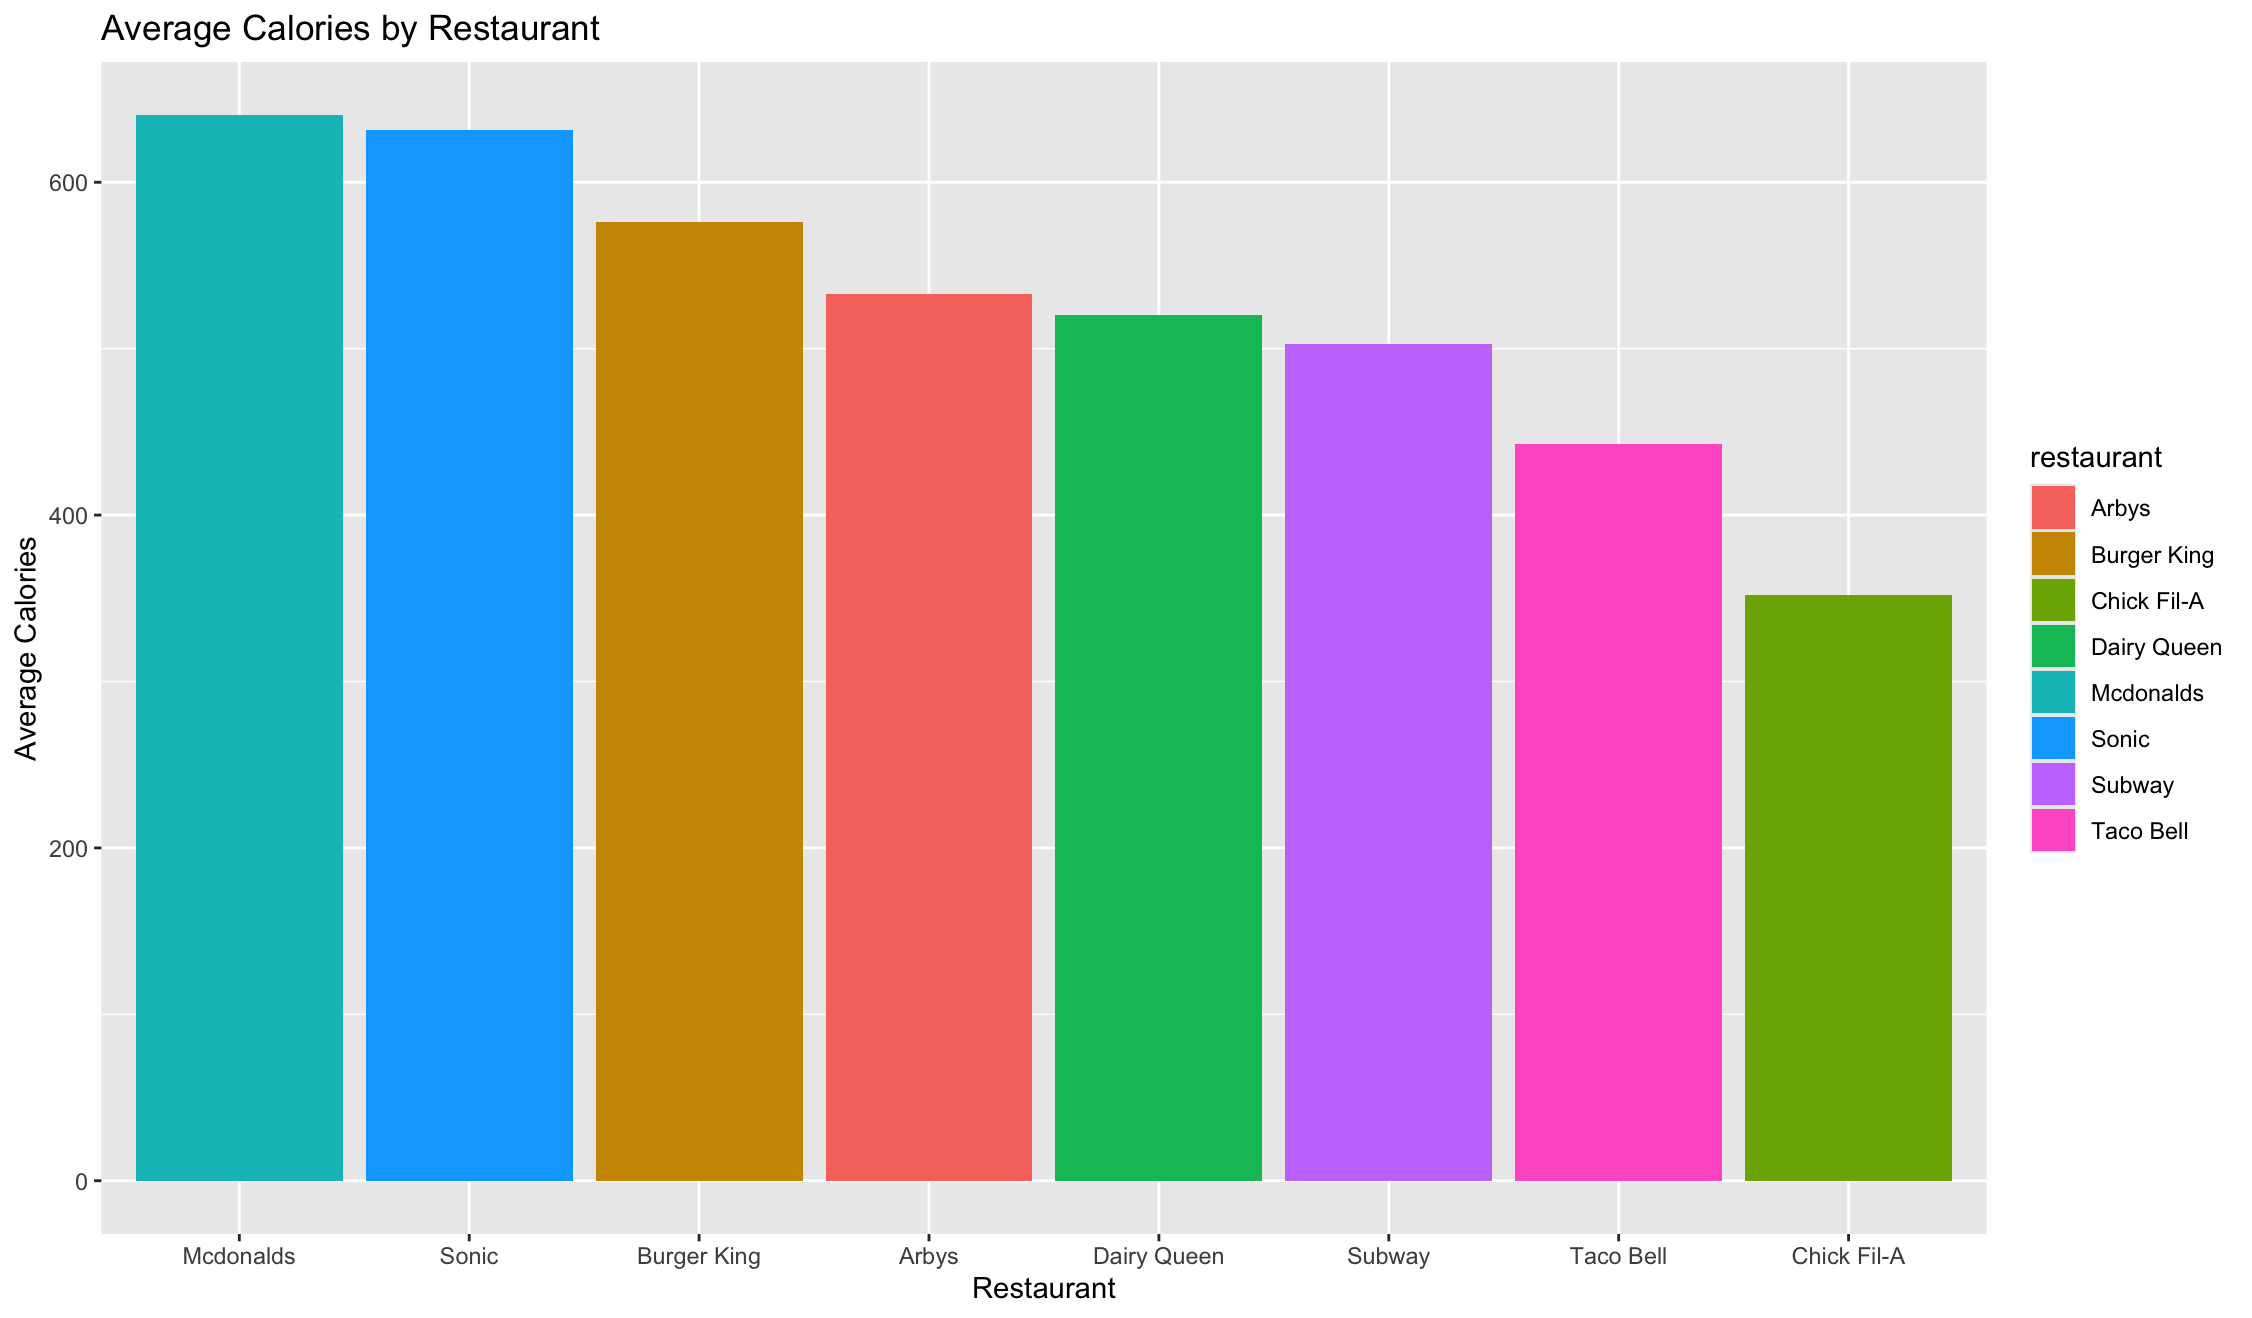 Average Calories by Restaurant
Average Calories
600
400
200
0
Mcdonalds Sonic Burger King Arbys Dairy Queen Subway Taco Bell Chick Fil-A
Restaurant
restaurant
Arbys
Burger King
Chick Fil-A
Dairy Queen
Mcdonalds
Sonic
Subway
Taco Bell